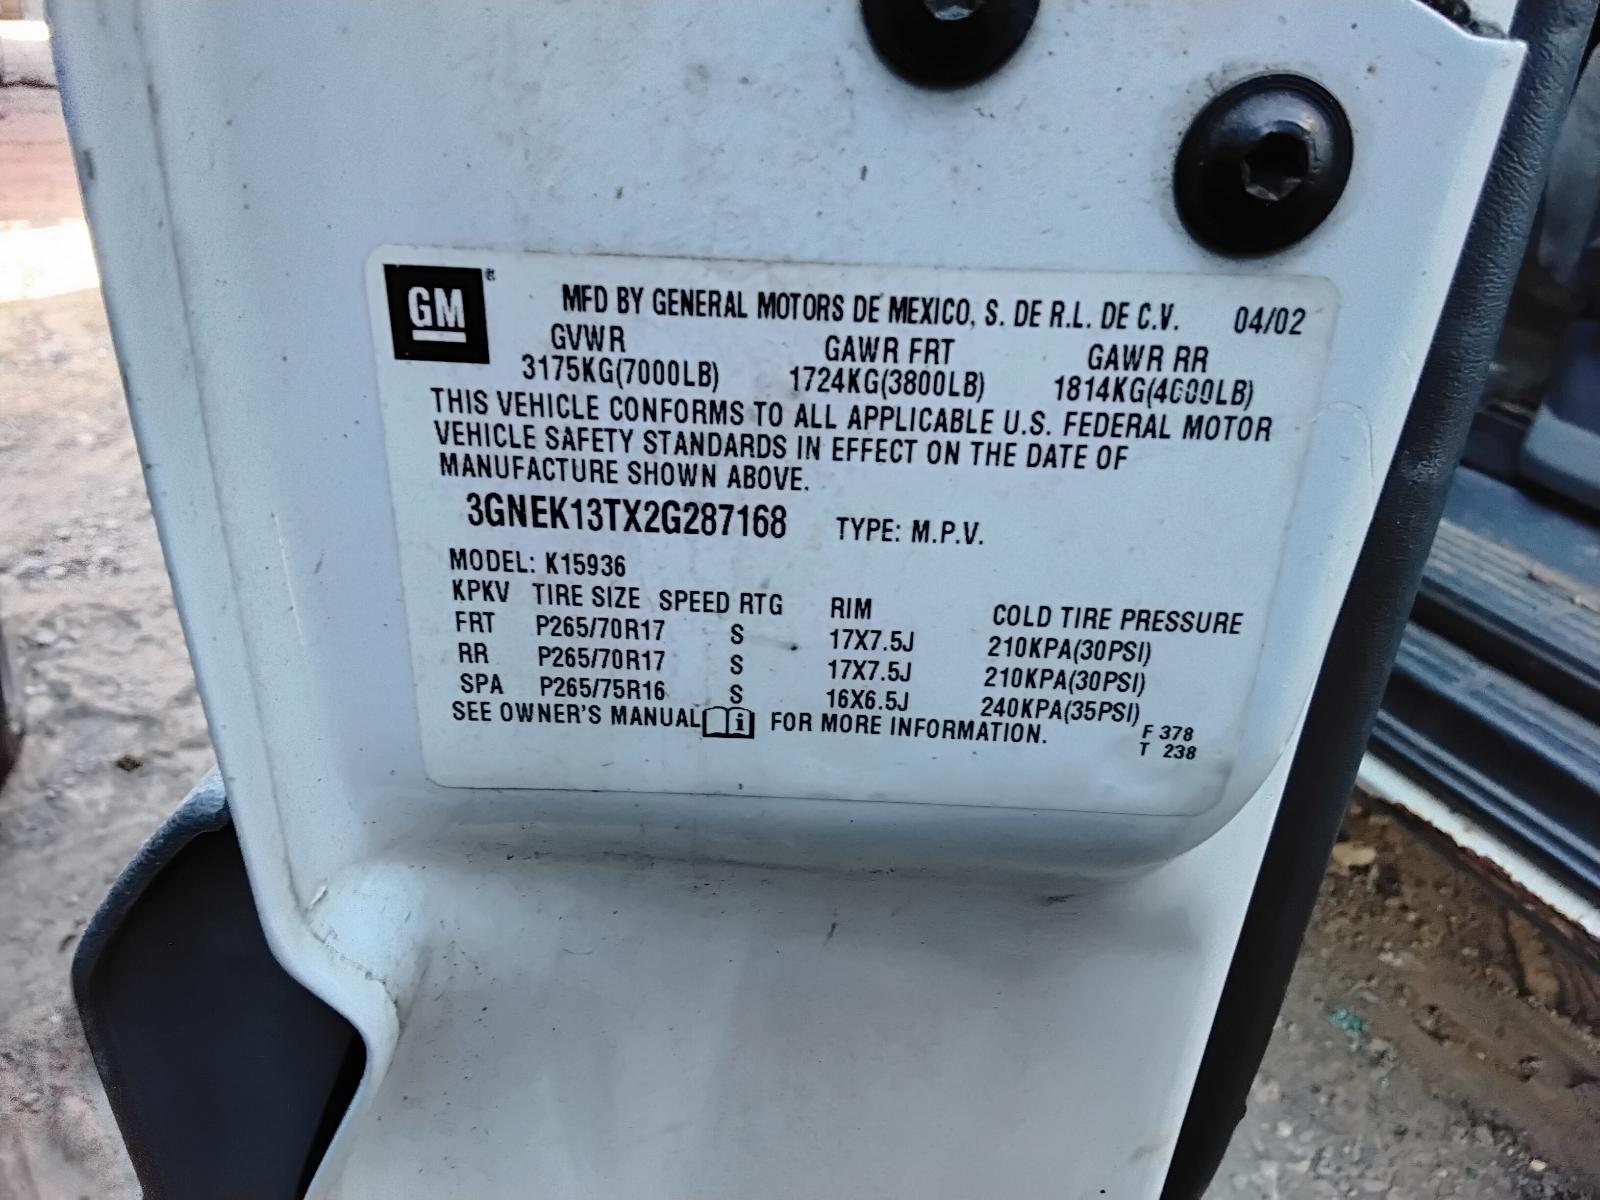 GM® MFD BY GENERAL MOTORS DE MEXICO, S. DE R.L. DE C.V. 04/02
GVWR GAWR FRT GAWR RR
3175KG(7000LB) 1724KG(3800LB) 1814KG(4000LB)
THIS VEHICLE CONFORMS TO ALL APPLICABLE U.S. FEDERAL MOTOR
VEHICLE SAFETY STANDARDS IN EFFECT ON THE DATE OF
MANUFACTURE SHOWN ABOVE.
3GNEK13TX2G287168 TYPE: M.P.V.
MODEL: K15936
KPKV TIRE SIZE SPEED RTG RIM COLD TIRE PRESSURE
FRT P265/70R17 S 17X7.5J 210KPA(30PSI)
RR P265/70R17 S 17X7.5J 210KPA(30PSI)
SPA P265/75R16 S 16X6.5J 240KPA(35PSI)
SEE OWNER'S MANUAL i FOR MORE INFORMATION. F 378
T 238